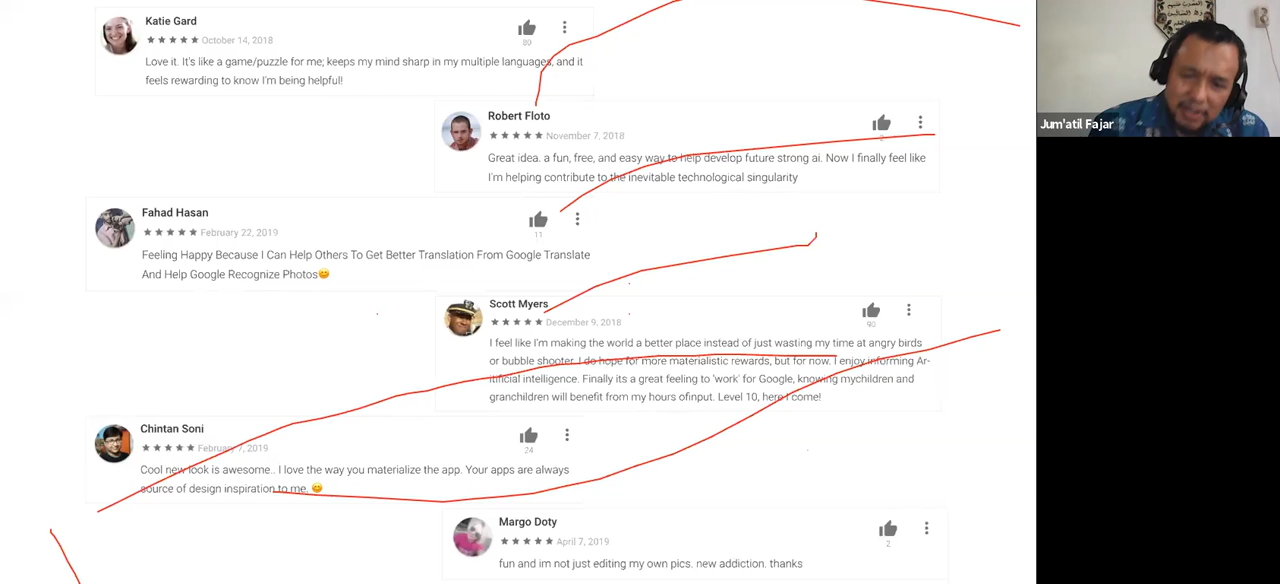 Katie Gard
October 14, 2018
89
Love it. It's like a game/puzzle for me; keeps my mind sharp in my multiple languages, and it
feels rewarding to know I'm being helpful!
Robert Floto
November 7, 2018
Great idea. a fun, free, and easy way to help develop future strong ai. Now I finally feel like
I'm helping contribute to the inevitable technological singularity
Fahad Hasan
February 22, 2019
11
Feeling Happy Because I Can Help Others To Get Better Translation From Google Translate
And Help Google Recognize Photos😊
Scott Myers
December 9, 2018
90
I feel like I'm making the world a better place instead of just wasting my time at angry birds
or bubble shooter. I do hope for more materialistic rewards, but for now. I enjoy informing Ar-
itificial intelligence. Finally its a great feeling to 'work' for Google, knowing mychildren and
granchildren will benefit from my hours ofinput. Level 10, here I come!
Chintan Soni
February 7, 2019
24
Cool new look is awesome.. I love the way you materialize the app. Your apps are always
source of design inspiration to me. 😊
Margo Doty
April 7, 2019
2
fun and im not just editing my own pics. new addiction. thanks
Jum'atil Fajar